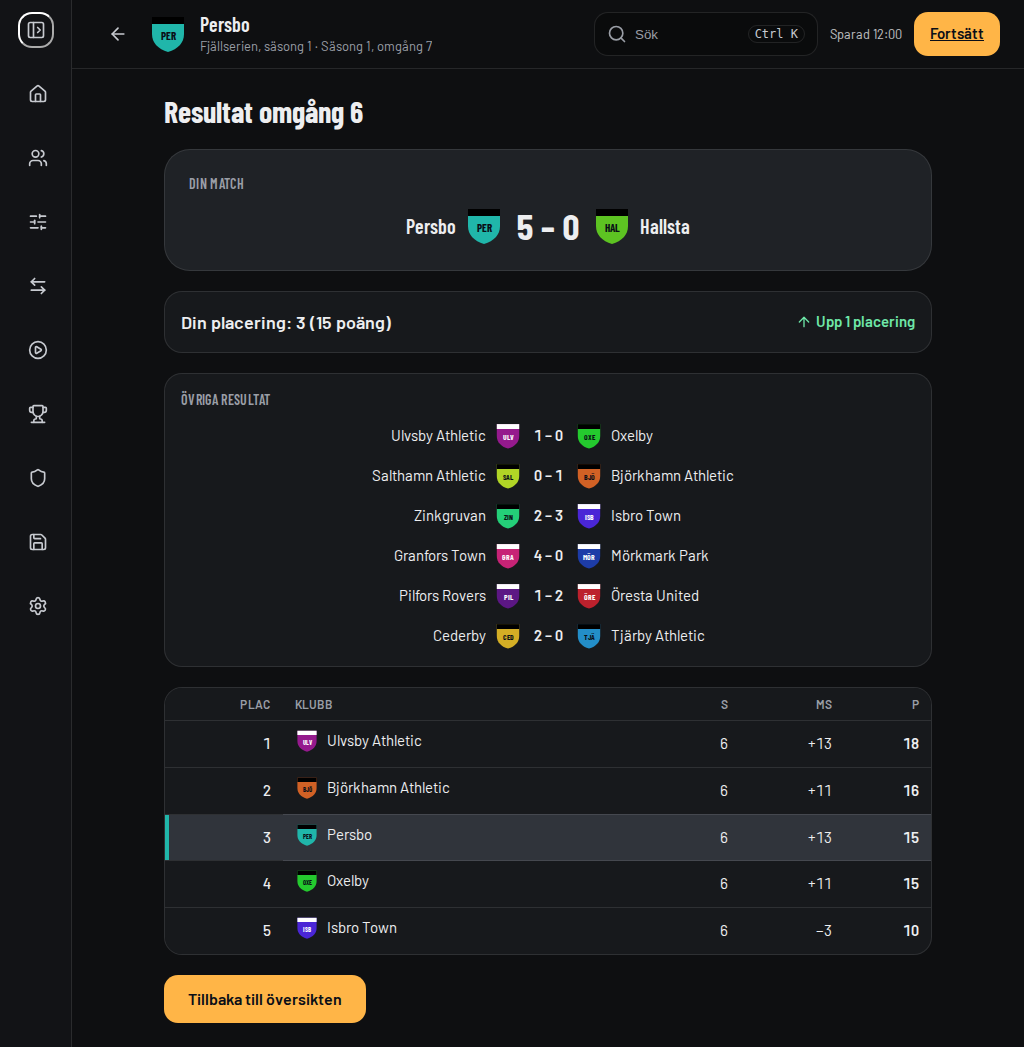 PER
Persbo
Fjällserien, säsong 1 · Säsong 1, omgång 7
Sök
Ctrl K
Sparad 12:00
Fortsätt
Resultat omgång 6
DIN MATCH
Persbo PER 5 – 0 HAL Hallsta
Din placering: 3 (15 poäng)
Upp 1 placering
ÖVRIGA RESULTAT
Ulvsby Athletic ULV 1 – 0 OXE Oxelby
Salthamn Athletic SAL 0 – 1 BJÖ Björkhamn Athletic
Zinkgruvan ZIN 2 – 3 ISB Isbro Town
Granfors Town GRA 4 – 0 MÖR Mörkmark Park
Pilfors Rovers PIL 1 – 2 ÖRE Öresta United
Cederby CED 2 – 0 TJÄ Tjärby Athletic
PLAC KLUBB S MS P
1 ULV Ulvsby Athletic 6 +13 18
2 BJÖ Björkhamn Athletic 6 +11 16
3 PER Persbo 6 +13 15
4 OXE Oxelby 6 +11 15
5 ISB Isbro Town 6 −3 10
Tillbaka till översikten